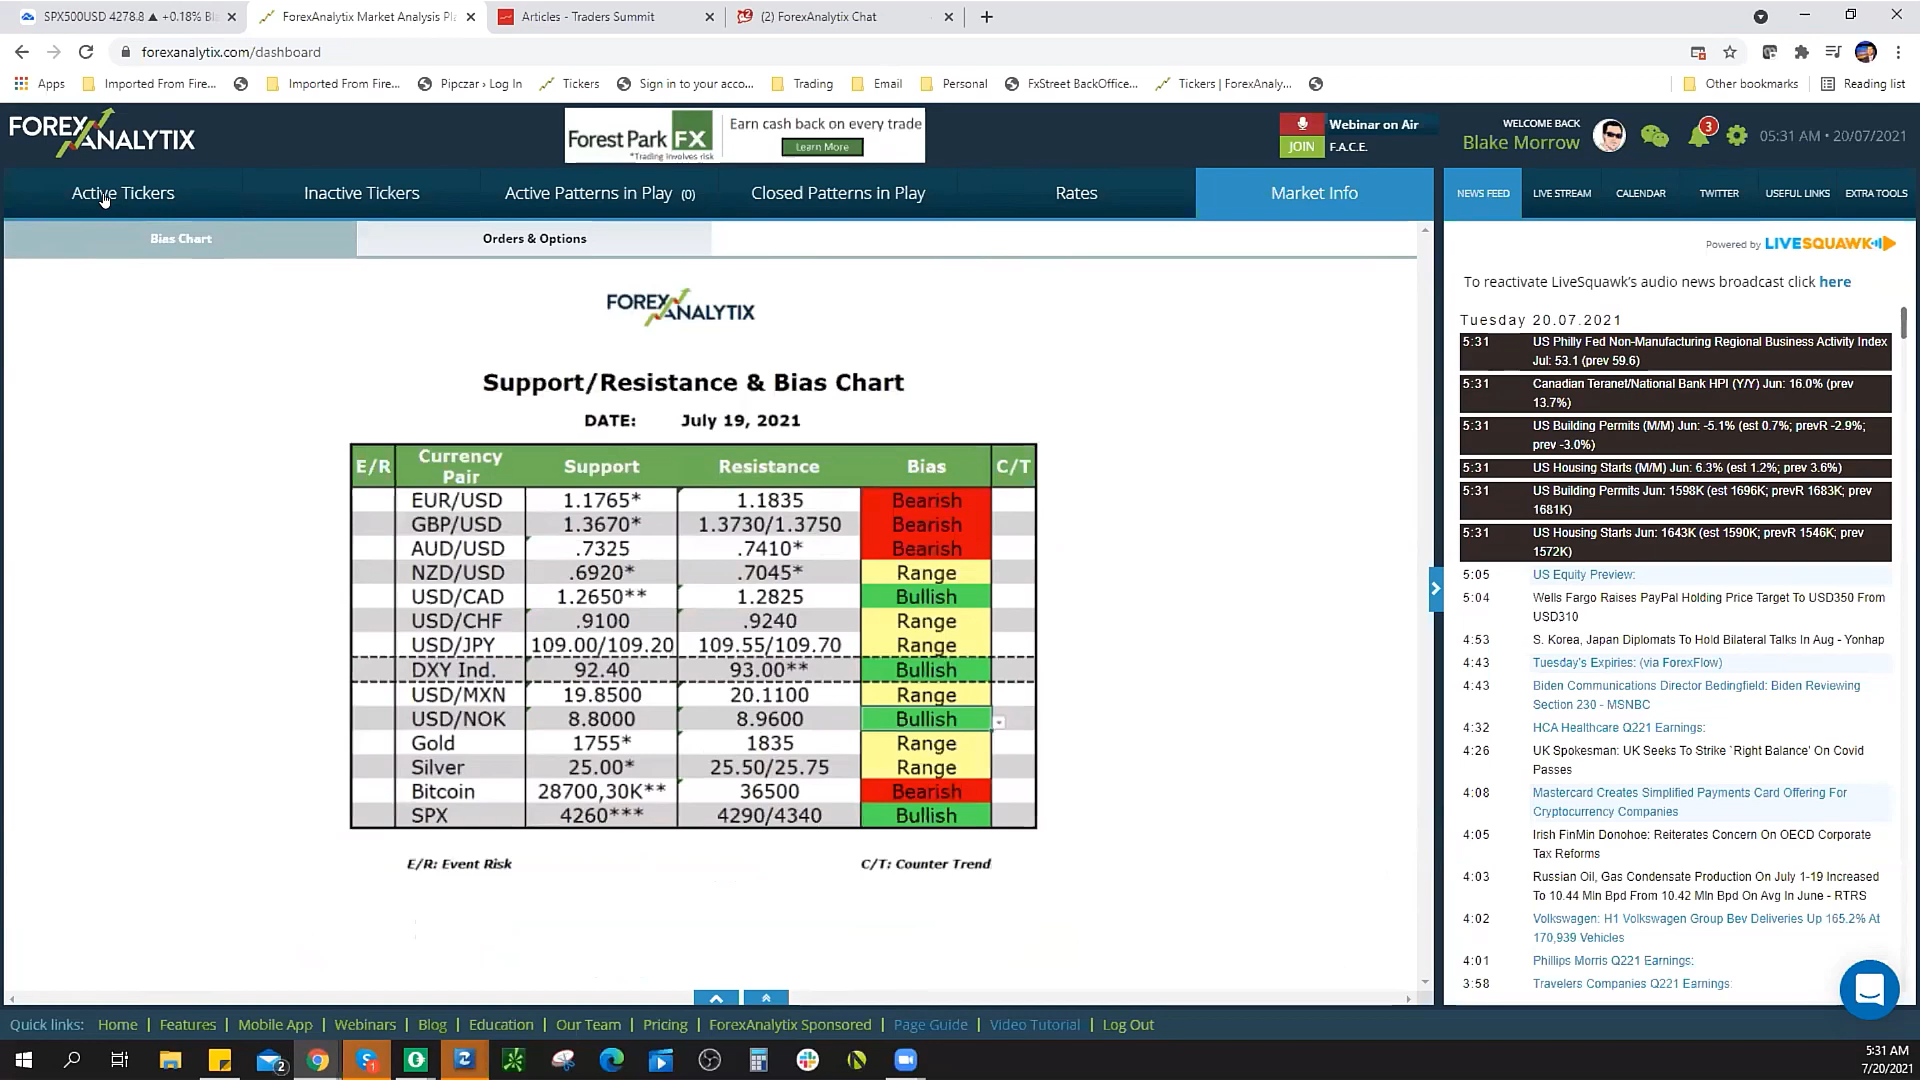 SPX500USD 4278.8 ▲ +0.18% Bl
ForexAnalytix Market Analysis Pla
Articles - Traders Summit
(2) ForexAnalytix Chat
forexanalytix.com/dashboard
Apps
Imported From Fire...
Imported From Fire...
Pipczar › Log In
Tickers
Sign in to your acco...
Trading
Email
Personal
FxStreet BackOffice...
Tickers | ForexAnaly...
Other bookmarks
Reading list
FOREX ANALYTIX
Forest Park FX
*Trading involves risk
Earn cash back on every trade
Learn More
Webinar on Air
JOIN F.A.C.E.
WELCOME BACK
Blake Morrow
3
05:31 AM • 20/07/2021
Active Tickers
Inactive Tickers
Active Patterns in Play (0)
Closed Patterns in Play
Rates
Market Info
Bias Chart
Orders & Options
FOREX ANALYTIX
Support/Resistance & Bias Chart
DATE: July 19, 2021
E/R Currency Pair Support Resistance Bias C/T
EUR/USD 1.1765* 1.1835 Bearish
GBP/USD 1.3670* 1.3730/1.3750 Bearish
AUD/USD .7325 .7410* Bearish
NZD/USD .6920* .7045* Range
USD/CAD 1.2650** 1.2825 Bullish
USD/CHF .9100 .9240 Range
USD/JPY 109.00/109.20 109.55/109.70 Range
DXY Ind. 92.40 93.00** Bullish
USD/MXN 19.8500 20.1100 Range
USD/NOK 8.8000 8.9600 Bullish
Gold 1755* 1835 Range
Silver 25.00* 25.50/25.75 Range
Bitcoin 28700,30K** 36500 Bearish
SPX 4260*** 4290/4340 Bullish
E/R: Event Risk
C/T: Counter Trend
NEWS FEED
LIVE STREAM
CALENDAR
TWITTER
USEFUL LINKS
EXTRA TOOLS
Powered by LIVESQUAWK
To reactivate LiveSquawk's audio news broadcast click here
Tuesday 20.07.2021
5:31 US Philly Fed Non-Manufacturing Regional Business Activity Index
Jul: 53.1 (prev 59.6)
5:31 Canadian Teranet/National Bank HPI (Y/Y) Jun: 16.0% (prev
13.7%)
5:31 US Building Permits (M/M) Jun: -5.1% (est 0.7%; prevR -2.9%;
prev -3.0%)
5:31 US Housing Starts (M/M) Jun: 6.3% (est 1.2%; prev 3.6%)
5:31 US Building Permits Jun: 1598K (est 1696K; prevR 1683K; prev
1681K)
5:31 US Housing Starts Jun: 1643K (est 1590K; prevR 1546K; prev
1572K)
5:05 US Equity Preview:
5:04 Wells Fargo Raises PayPal Holding Price Target To USD350 From
USD310
4:53 S. Korea, Japan Diplomats To Hold Bilateral Talks In Aug - Yonhap
4:43 Tuesday's Expiries: (via ForexFlow)
4:43 Biden Communications Director Bedingfield: Biden Reviewing
Section 230 - MSNBC
4:32 HCA Healthcare Q221 Earnings:
4:26 UK Spokesman: UK Seeks To Strike `Right Balance' On Covid
Passes
4:08 Mastercard Creates Simplified Payments Card Offering For
Cryptocurrency Companies
4:05 Irish FinMin Donohoe: Reiterates Concern On OECD Corporate
Tax Reforms
4:03 Russian Oil, Gas Condensate Production On July 1-19 Increased
To 10.44 Mln Bpd From 10.42 Mln Bpd On Avg In June - RTRS
4:02 Volkswagen: H1 Volkswagen Group Bev Deliveries Up 165.2% At
170,939 Vehicles
4:01 Phillips Morris Q221 Earnings:
3:58 Travelers Companies Q221 Earnings:
Quick links: Home | Features | Mobile App | Webinars | Blog | Education | Our Team | Pricing | ForexAnalytix Sponsored | Page Guide | Video Tutorial | Log Out
2
1
5:31 AM
7/20/2021